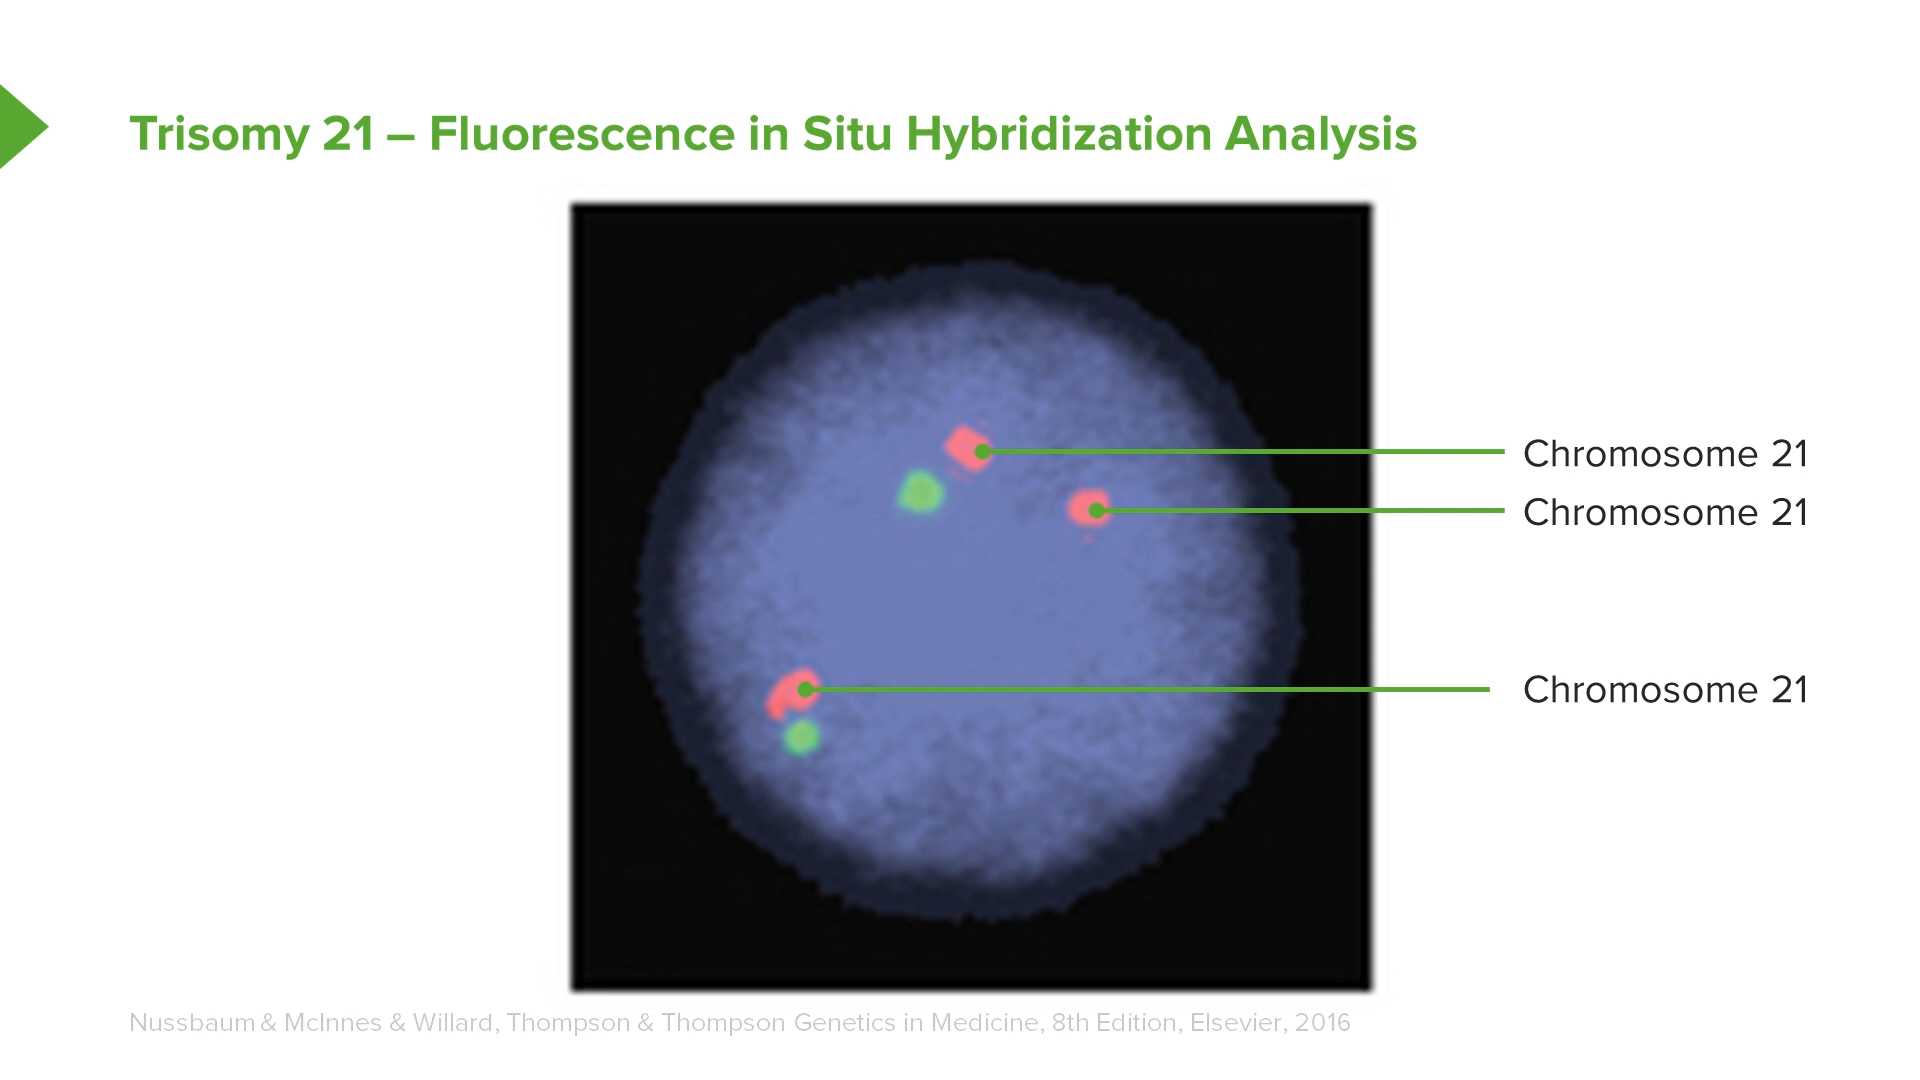 Trisomy 21 – Fluorescence in Situ Hybridization Analysis
Chromosome 21
Chromosome 21
Chromosome 21
Nussbaum & McInnes & Willard, Thompson & Thompson Genetics in Medicine, 8th Edition, Elsevier, 2016